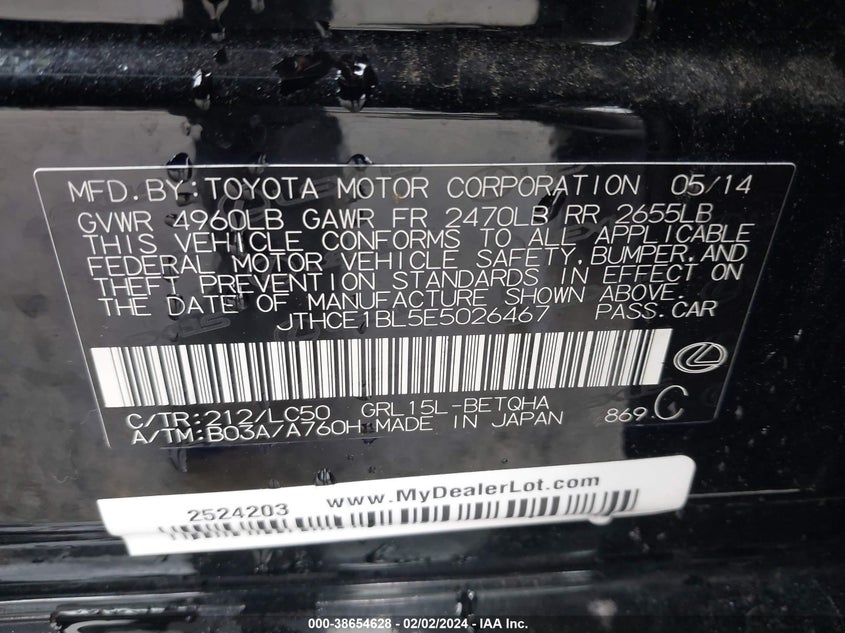 MFD.BY:TOYOTA MOTOR CORPORATION 05/14
GVWR 4960LB GAWR FR 2470LB RR 2655LB
THIS VEHICLE CONFORMS TO ALL APPLICABLE
FEDERAL MOTOR VEHICLE SAFETY,BUMPER,AND
THEFT PREVENTION STANDARDS IN EFFECT ON
THE DATE OF MANUFACTURE SHOWN ABOVE.
JTHCE1BL5E5026467 PASS.CAR
C/TR:212/LC50 GRL15L-BETQHA 869 C
A/TM:B03A/A760H MADE IN JAPAN
2524203 www.MyDealerLot.com
000-38654628 - 02/02/2024 - IAA Inc.